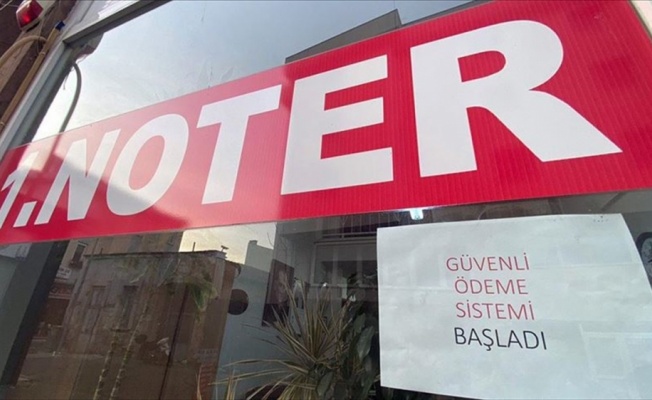 1.NOTER
GÜVENLİ
ÖDEME
SİSTEMİ
BAŞLADI